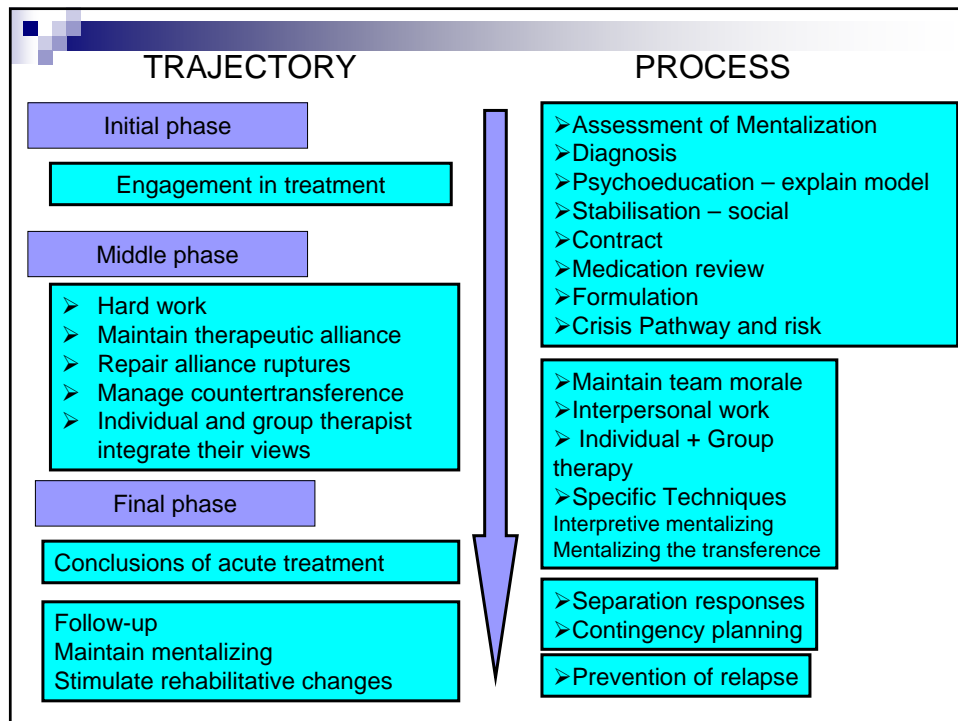 TRAJECTORY
Initial phase
Engagement in treatment
Middle phase
➢ Hard work
➢ Maintain therapeutic alliance
➢ Repair alliance ruptures
➢ Manage countertransference
➢ Individual and group therapist
integrate their views
Final phase
Conclusions of acute treatment
Follow-up
Maintain mentalizing
Stimulate rehabilitative changes
PROCESS
➢Assessment of Mentalization
➢Diagnosis
➢Psychoeducation – explain model
➢Stabilisation – social
➢Contract
➢Medication review
➢Formulation
➢Crisis Pathway and risk
➢Maintain team morale
➢Interpersonal work
➢ Individual + Group
therapy
➢Specific Techniques
Interpretive mentalizing
Mentalizing the transference
➢Separation responses
➢Contingency planning
➢Prevention of relapse